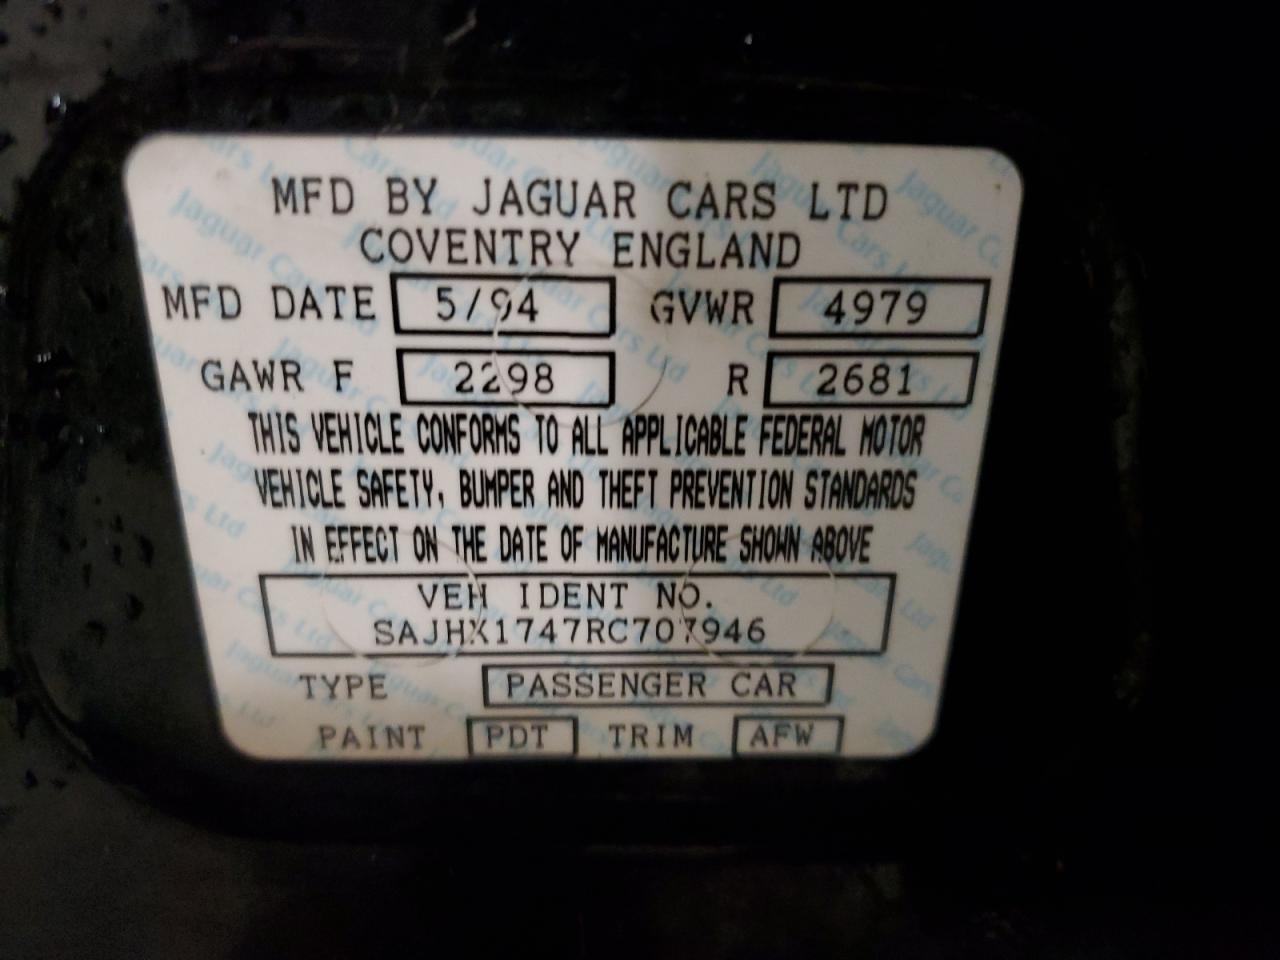 MFD BY JAGUAR CARS LTD
COVENTRY ENGLAND
MFD DATE 5/94 GVWR 4979
GAWR F 2298 R 2681
THIS VEHICLE CONFORMS TO ALL APPLICABLE FEDERAL MOTOR
VEHICLE SAFETY, BUMPER AND THEFT PREVENTION STANDARDS
IN EFFECT ON THE DATE OF MANUFACTURE SHOWN ABOVE
VEH IDENT NO.
SAJHX1747RC707946
TYPE PASSENGER CAR
PAINT PDT TRIM AFW